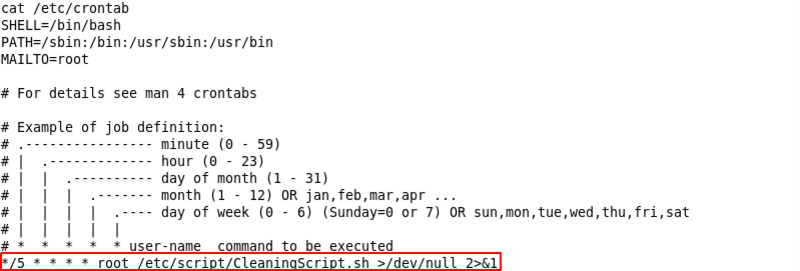 cat /etc/crontab
SHELL=/bin/bash
PATH=/sbin:/bin:/usr/sbin:/usr/bin
MAILTO=root

# For details see man 4 crontabs

# Example of job definition:
# .---------------- minute (0 - 59)
# |  .------------- hour (0 - 23)
# |  |  .---------- day of month (1 - 31)
# |  |  |  .------- month (1 - 12) OR jan,feb,mar,apr ...
# |  |  |  |  .---- day of week (0 - 6) (Sunday=0 or 7) OR sun,mon,tue,wed,thu,fri,sat
# |  |  |  |  |
# *  *  *  *  * user-name  command to be executed
*/5 * * * * root /etc/script/CleaningScript.sh >/dev/null 2>&1